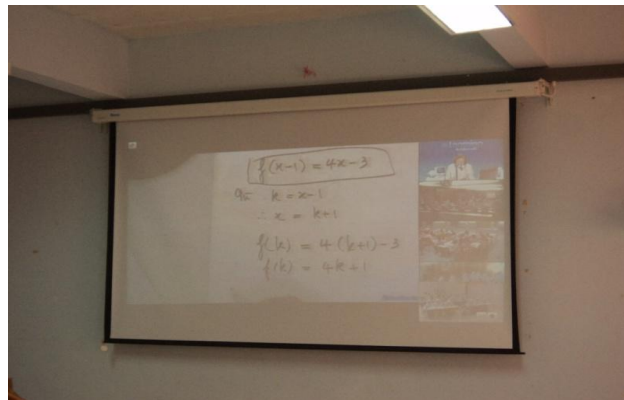 f(x-1) = 4x-3
k = x-1
∴ x = k+1
f(k) = 4(k+1)-3
f(k) = 4k+1